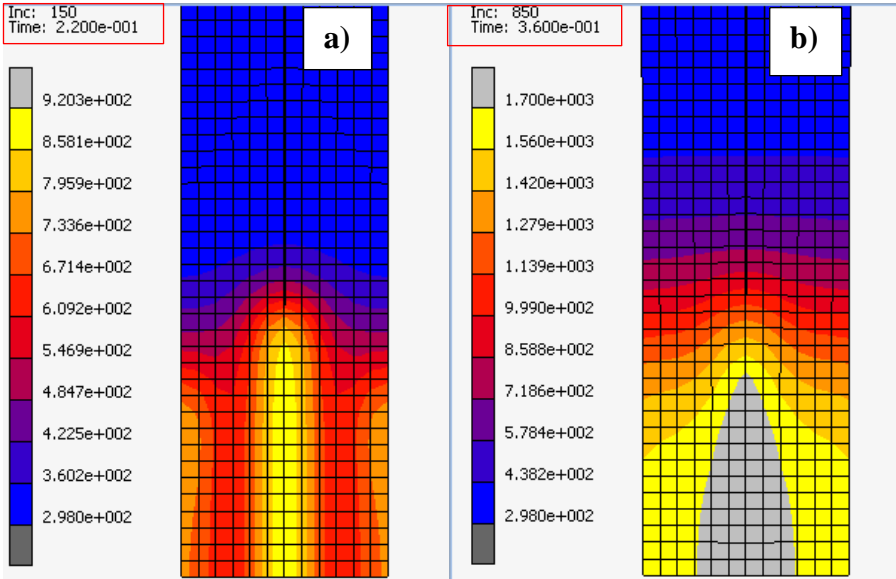 Inc: 150
Time: 2.200e-001
a)
9.203e+002
8.581e+002
7.959e+002
7.336e+002
6.714e+002
6.092e+002
5.469e+002
4.847e+002
4.225e+002
3.602e+002
2.980e+002
Inc: 850
Time: 3.600e-001
b)
1.700e+003
1.560e+003
1.420e+003
1.279e+003
1.139e+003
9.990e+002
8.588e+002
7.186e+002
5.784e+002
4.382e+002
2.980e+002